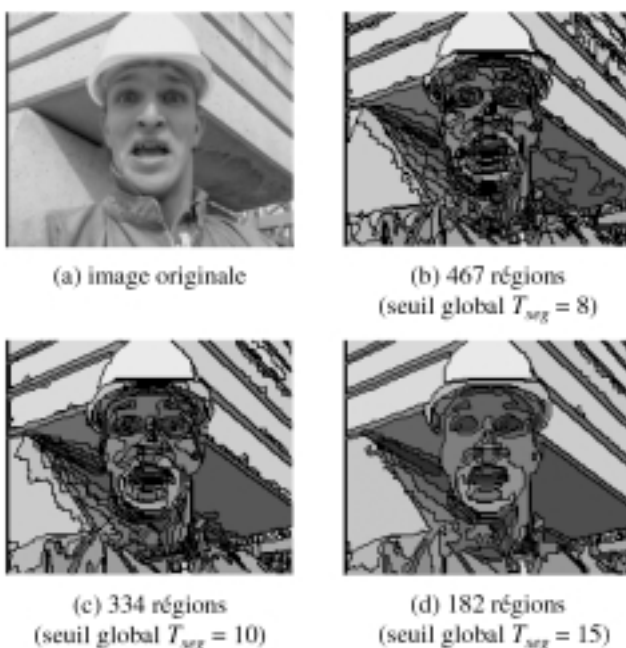 (a) image originale
(b) 467 régions
(seuil global T_seg = 8)
(c) 334 régions
(seuil global T_seg = 10)
(d) 182 régions
(seuil global T_seg = 15)